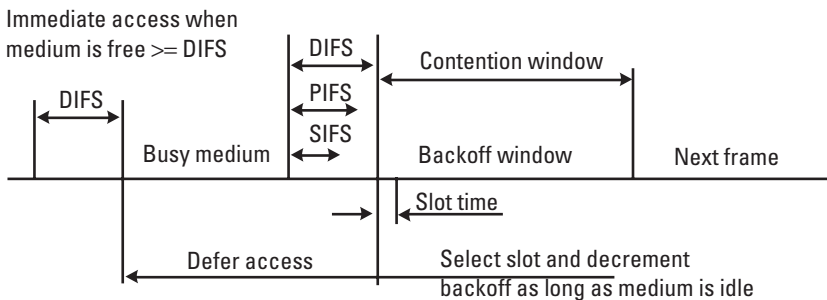 Immediate access when
medium is free >= DIFS
DIFS
Contention window
DIFS
PIFS
SIFS
Busy medium
Backoff window
Next frame
Slot time
Defer access
Select slot and decrement
backoff as long as medium is idle